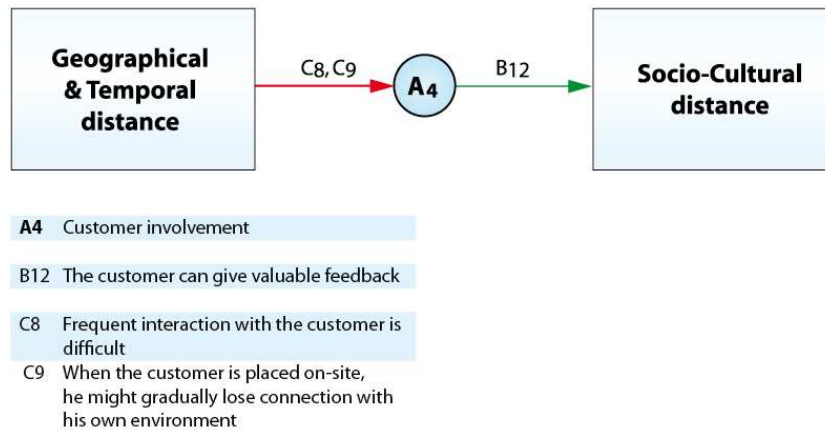 Geographical
& Temporal
distance
C8, C9
A4
B12
Socio-Cultural
distance
A4 Customer involvement
B12 The customer can give valuable feedback
C8 Frequent interaction with the customer is
difficult
C9 When the customer is placed on-site,
he might gradually lose connection with
his own environment